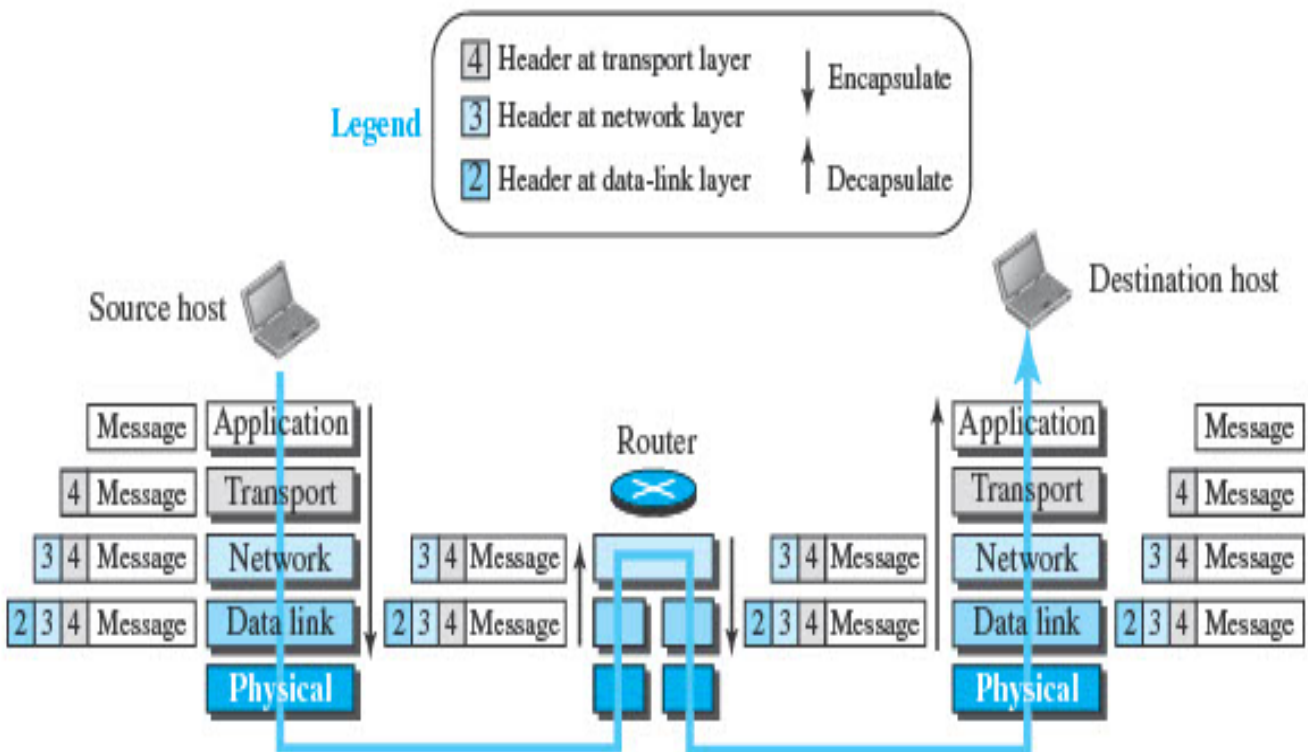 Legend
4 Header at transport layer
3 Header at network layer
2 Header at data-link layer
Encapsulate
Decapsulate
Source host
Destination host
Message Application
4 Message Transport
3 4 Message Network
2 3 4 Message Data link
Physical
Router
3 4 Message
2 3 4 Message
3 4 Message
2 3 4 Message
Application Message
Transport 4 Message
Network 3 4 Message
Data link 2 3 4 Message
Physical